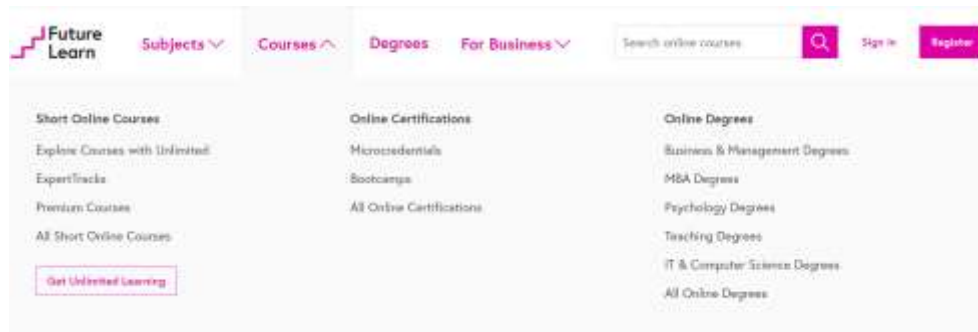 Future
Learn
Subjects
Courses
Degrees
For Business
Search online courses
Sign in
Register
Short Online Courses
Explore Courses with Unlimited
ExpertTracks
Premium Courses
All Short Online Courses
Get Unlimited Learning
Online Certifications
Microcredentials
Bootcamps
All Online Certifications
Online Degrees
Business & Management Degrees
MBA Degrees
Psychology Degrees
Teaching Degrees
IT & Computer Science Degrees
All Online Degrees